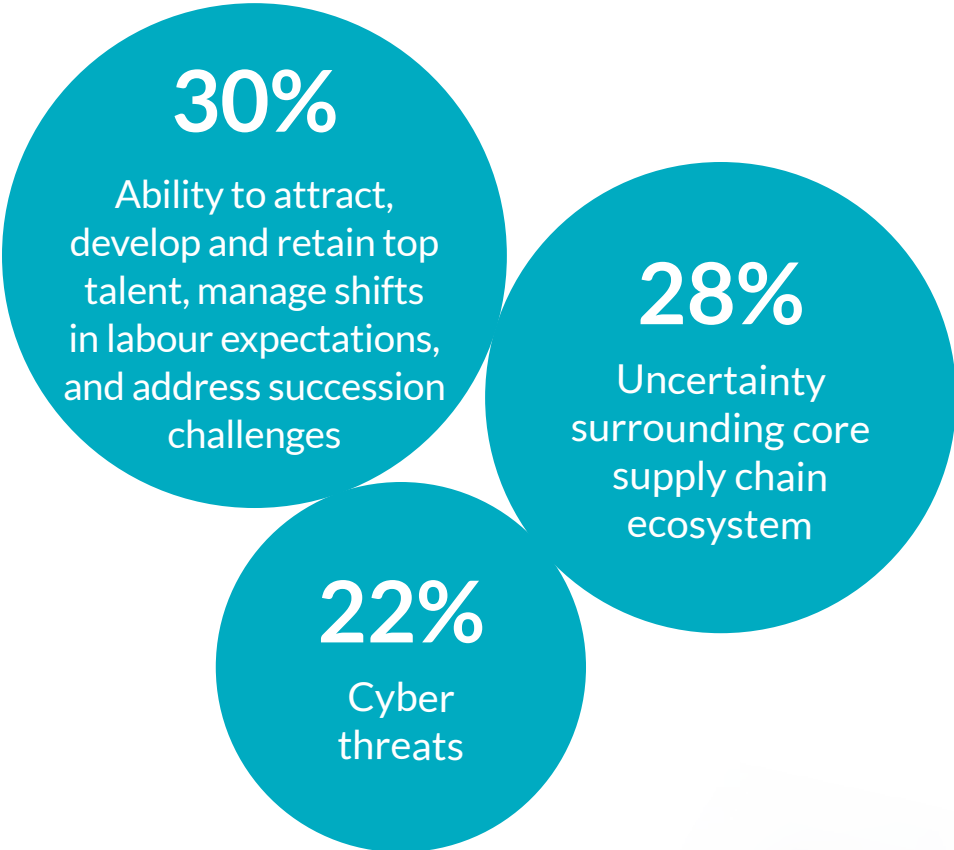 30%
Ability to attract,
develop and retain top
talent, manage shifts
in labour expectations,
and address succession
challenges
28%
Uncertainty
surrounding core
supply chain
ecosystem
22%
Cyber
threats